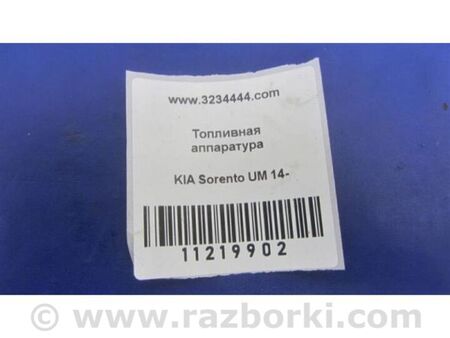 www.3234444.com
Топливная
аппаратура
KIA Sorento UM 14-
11219902
© www.razborki.com